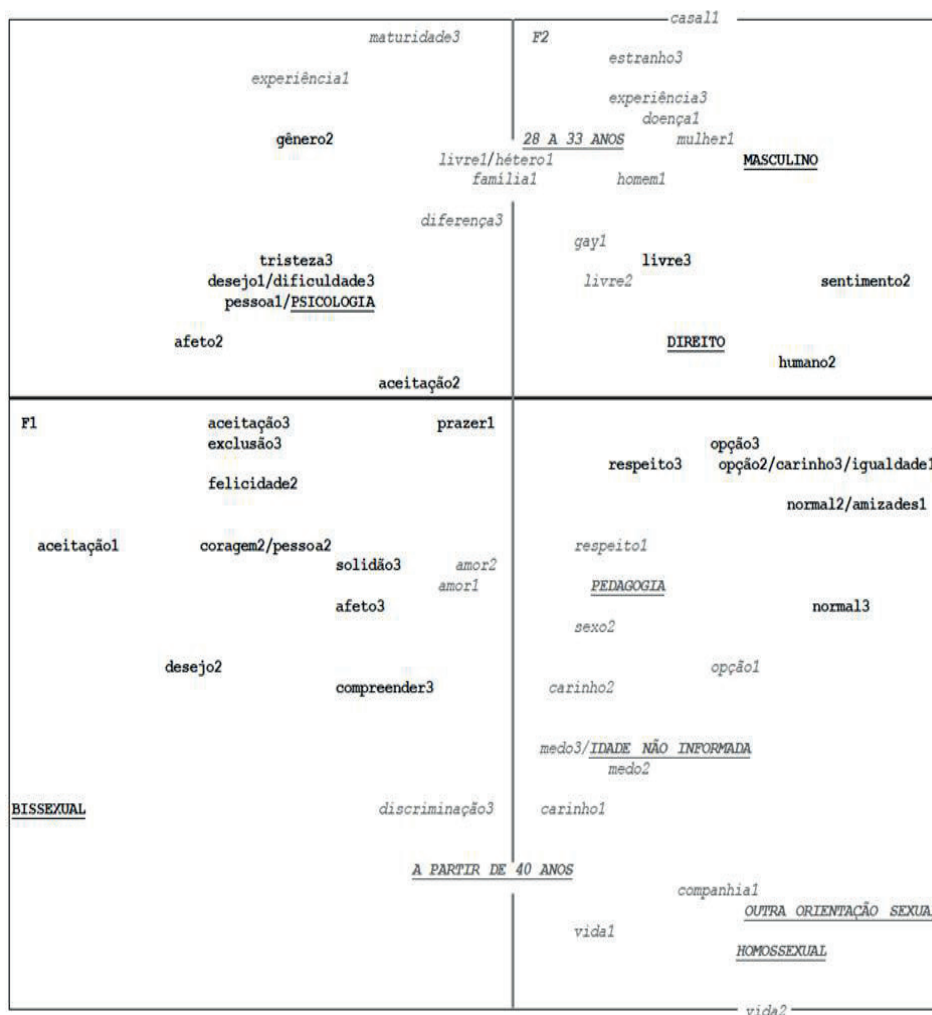 casal1
maturidade3 F2
estranho3
experiência1
experiência3
doença1
gênero2 28 A 33 ANOS mulher1
livre1/hétero1 MASCULINO
família1 homem1
diferença3
gay1
tristeza3 livre3
desejo1/dificuldade3 livre2 sentimento2
pessoa1/PSICOLOGIA
afeto2 DIREITO
humano2
aceitação2
F1 aceitação3 prazer1
exclusão3 opção3
respeito3 opção2/carinho3/igualdade1
felicidade2
normal2/amizades1
aceitação1 coragem2/pessoa2 respeito1
solidão3 amor2
amor1 PEDAGOGIA
afeto3 normal3
sexo2
desejo2 opção1
compreender3 carinho2
medo3/IDADE NÃO INFORMADA
medo2
BISSEXUAL discriminação3 carinho1
A PARTIR DE 40 ANOS
companhia1
OUTRA ORIENTAÇÃO SEXUA
vida1
HOMOSSEXUAL
vida2